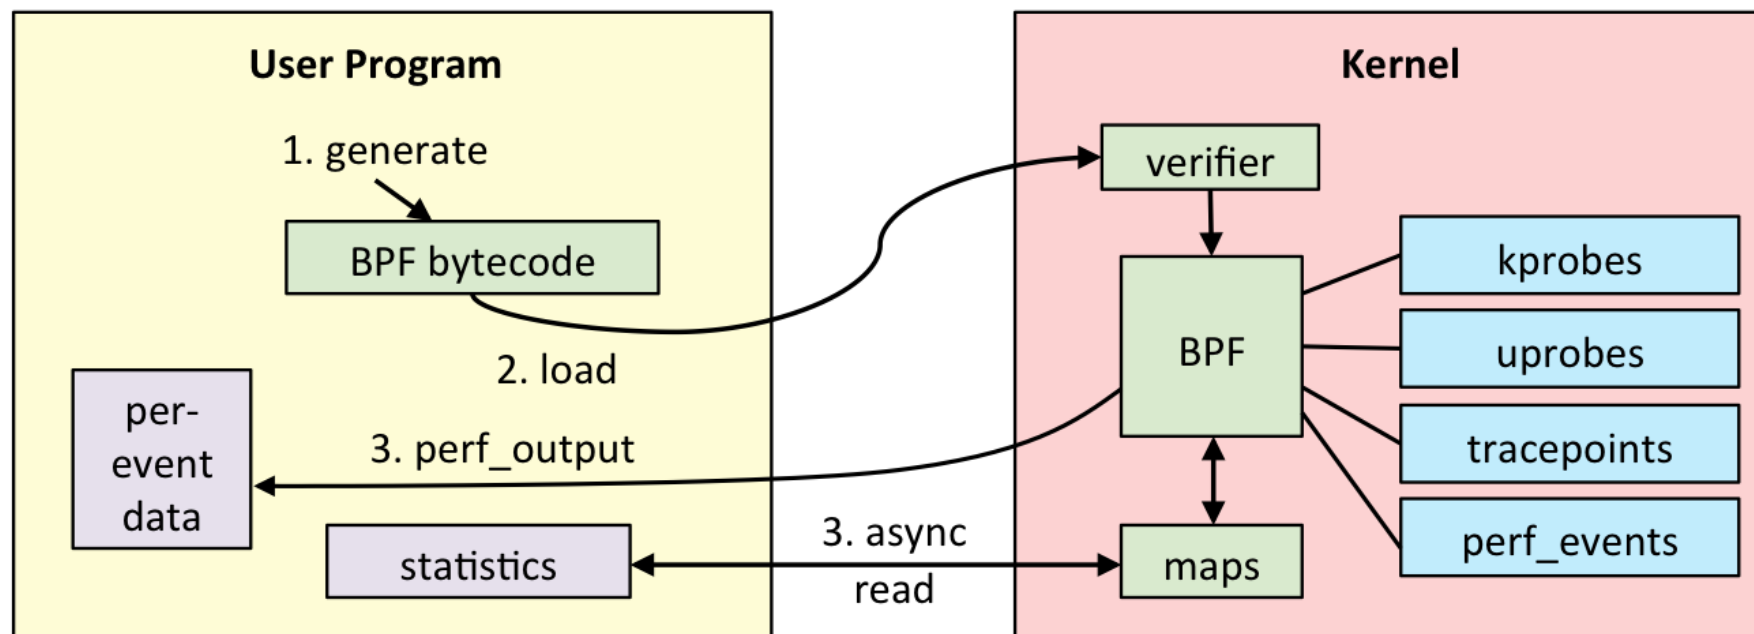 User Program
1. generate
BPF bytecode
2. load
per-
event
data
3. perf_output
statistics
3. async
read
Kernel
verifier
BPF
maps
kprobes
uprobes
tracepoints
perf_events